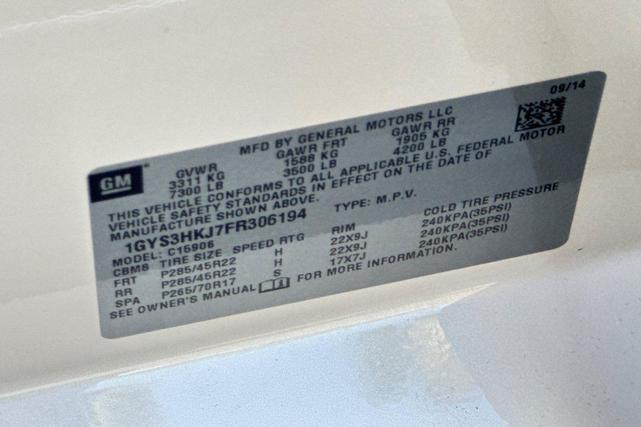 09/14
GM
MFD BY GENERAL MOTORS LLC
GVWR GAWR FRT GAWR RR
3311 KG 1588 KG 1905 KG
7300 LB 3500 LB 4200 LB
THIS VEHICLE CONFORMS TO ALL APPLICABLE U.S. FEDERAL MOTOR
VEHICLE SAFETY STANDARDS IN EFFECT ON THE DATE OF
MANUFACTURE SHOWN ABOVE.
1GYS3HKJ7FR306194 TYPE: M.P.V.
MODEL: C15906
CBM8 TIRE SIZE SPEED RTG RIM COLD TIRE PRESSURE
FRT P285/45R22 H 22X9J 240KPA(35PSI)
RR P285/45R22 H 22X9J 240KPA(35PSI)
SPA P265/70R17 S 17X7J 240KPA(35PSI)
SEE OWNER'S MANUAL FOR MORE INFORMATION.